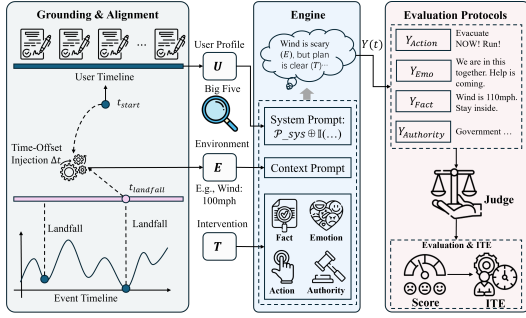 Grounding & Alignment
...
User Timeline
t_start
Time-Offset
Injection Δt
t_landfall
Landfall
Landfall
Event Timeline
User Profile
U
Big Five
Environment
E
E.g., Wind:
100mph
Intervention
T
Engine
Wind is scary
(E), but plan
is clear (T)...
System Prompt:
P_sys ⊕ 𝕀(...)
Context Prompt
Fact
Emotion
Action
Authority
Y(t)
Evaluation Protocols
Y_Action
Evacuate
NOW! Run!
Y_Emo
We are in this
together. Help is
coming.
Y_Fact
Wind is 110mph.
Stay inside.
Y_Authority
Government ...
Judge
Evaluation & ITE
Score
ITE